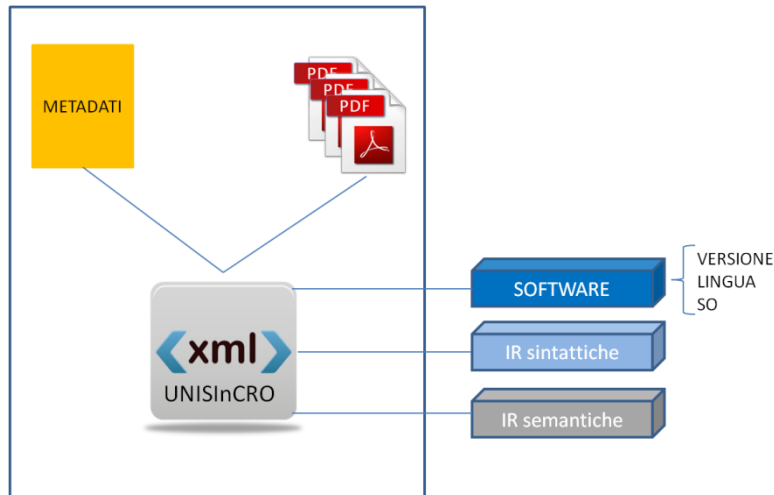 METADATI
PDF
PDF
PDF
SOFTWARE
VERSIONE
LINGUA
SO
xml
UNISInCRO
IR sintattiche
IR semantiche